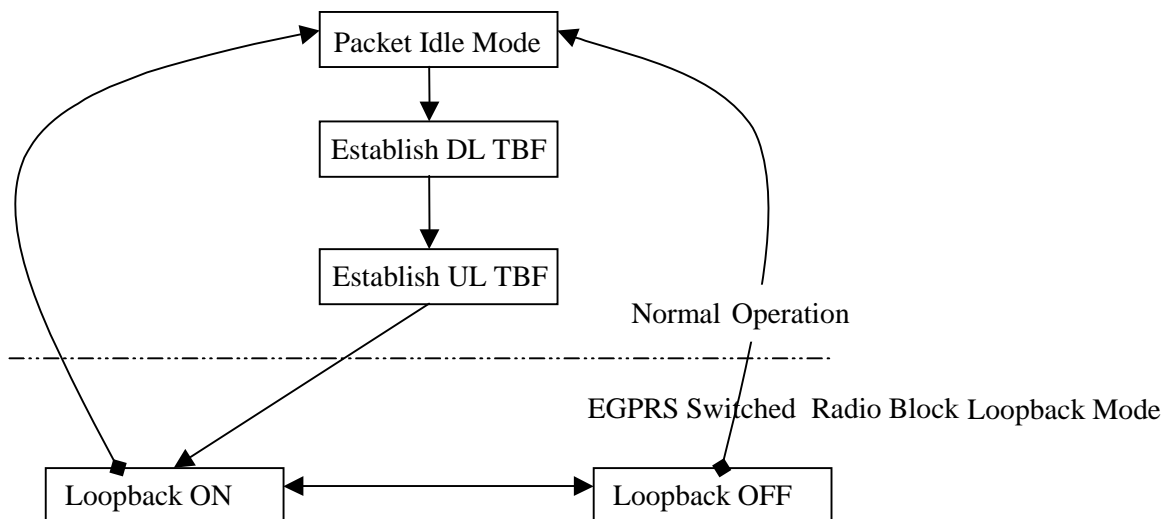 Packet Idle Mode
Establish DL TBF
Establish UL TBF
Normal Operation
EGPRS Switched Radio Block Loopback Mode
Loopback ON
Loopback OFF